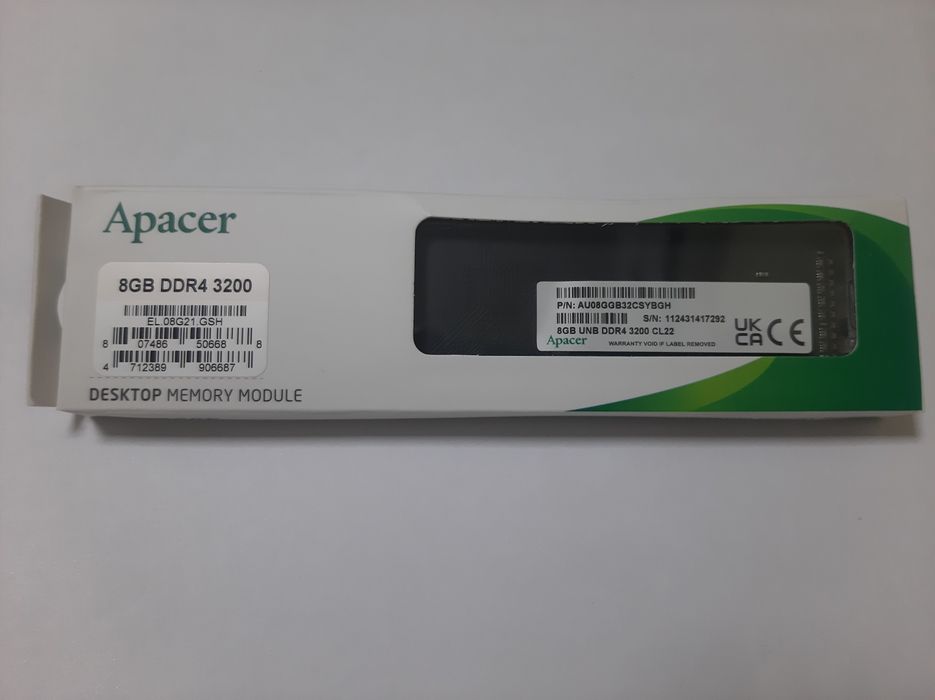 Apacer
8GB DDR4 3200
EL.08G21.GSH
8 07486 50668 8
4 712389 906687
DESKTOP MEMORY MODULE
P/N: AU08GGB32CSYBGH
S/N: 112431417292
8GB UNB DDR4 3200 CL22
Apacer WARRANTY VOID IF LABEL REMOVED
UK
CA CE